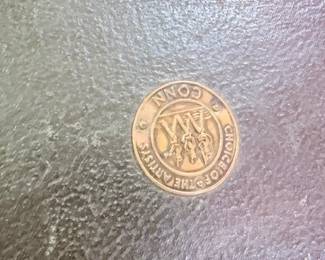 CONN
CHOICE OF THE ARTISTS